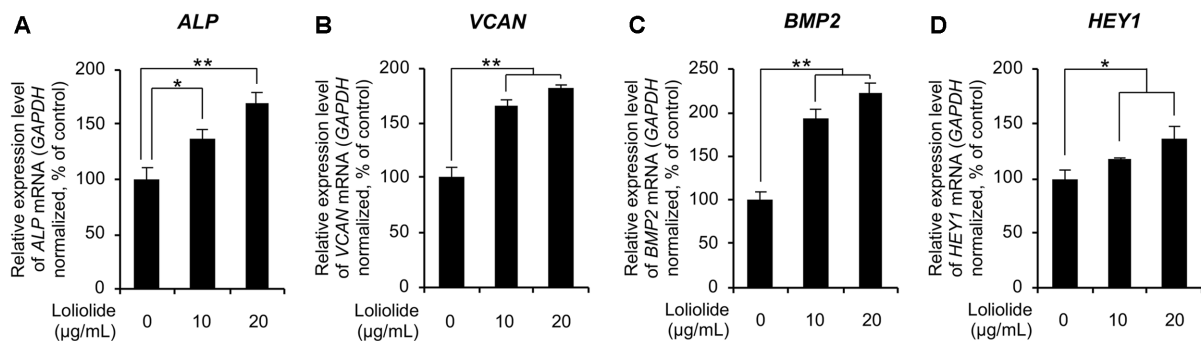 A
ALP
Relative expression level
of ALP mRNA (GAPDH
normalized, % of control)
200
150
100
50
0
*
**
Loliolide
(µg/mL)
0
10
20
B
VCAN
Relative expression level
of VCAN mRNA (GAPDH
normalized, % of control)
200
150
100
50
0
**
Loliolide
(µg/mL)
0
10
20
C
BMP2
Relative expression level
of BMP2 mRNA (GAPDH
normalized, % of control)
250
200
150
100
50
0
**
Loliolide
(µg/mL)
0
10
20
D
HEY1
Relative expression level
of HEY1 mRNA (GAPDH
normalized, % of control)
200
150
100
50
0
*
Loliolide
(µg/mL)
0
10
20